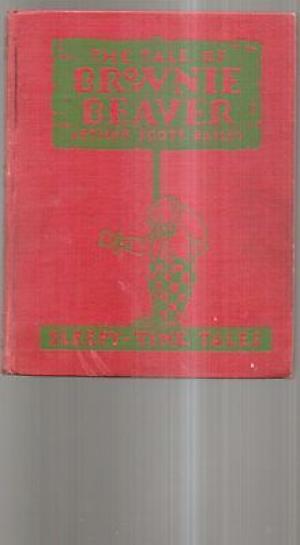 THE TALE OF
BROWNIE
BEAVER
ARTHUR SCOTT BAILEY
SLEEPY-TIME TALES